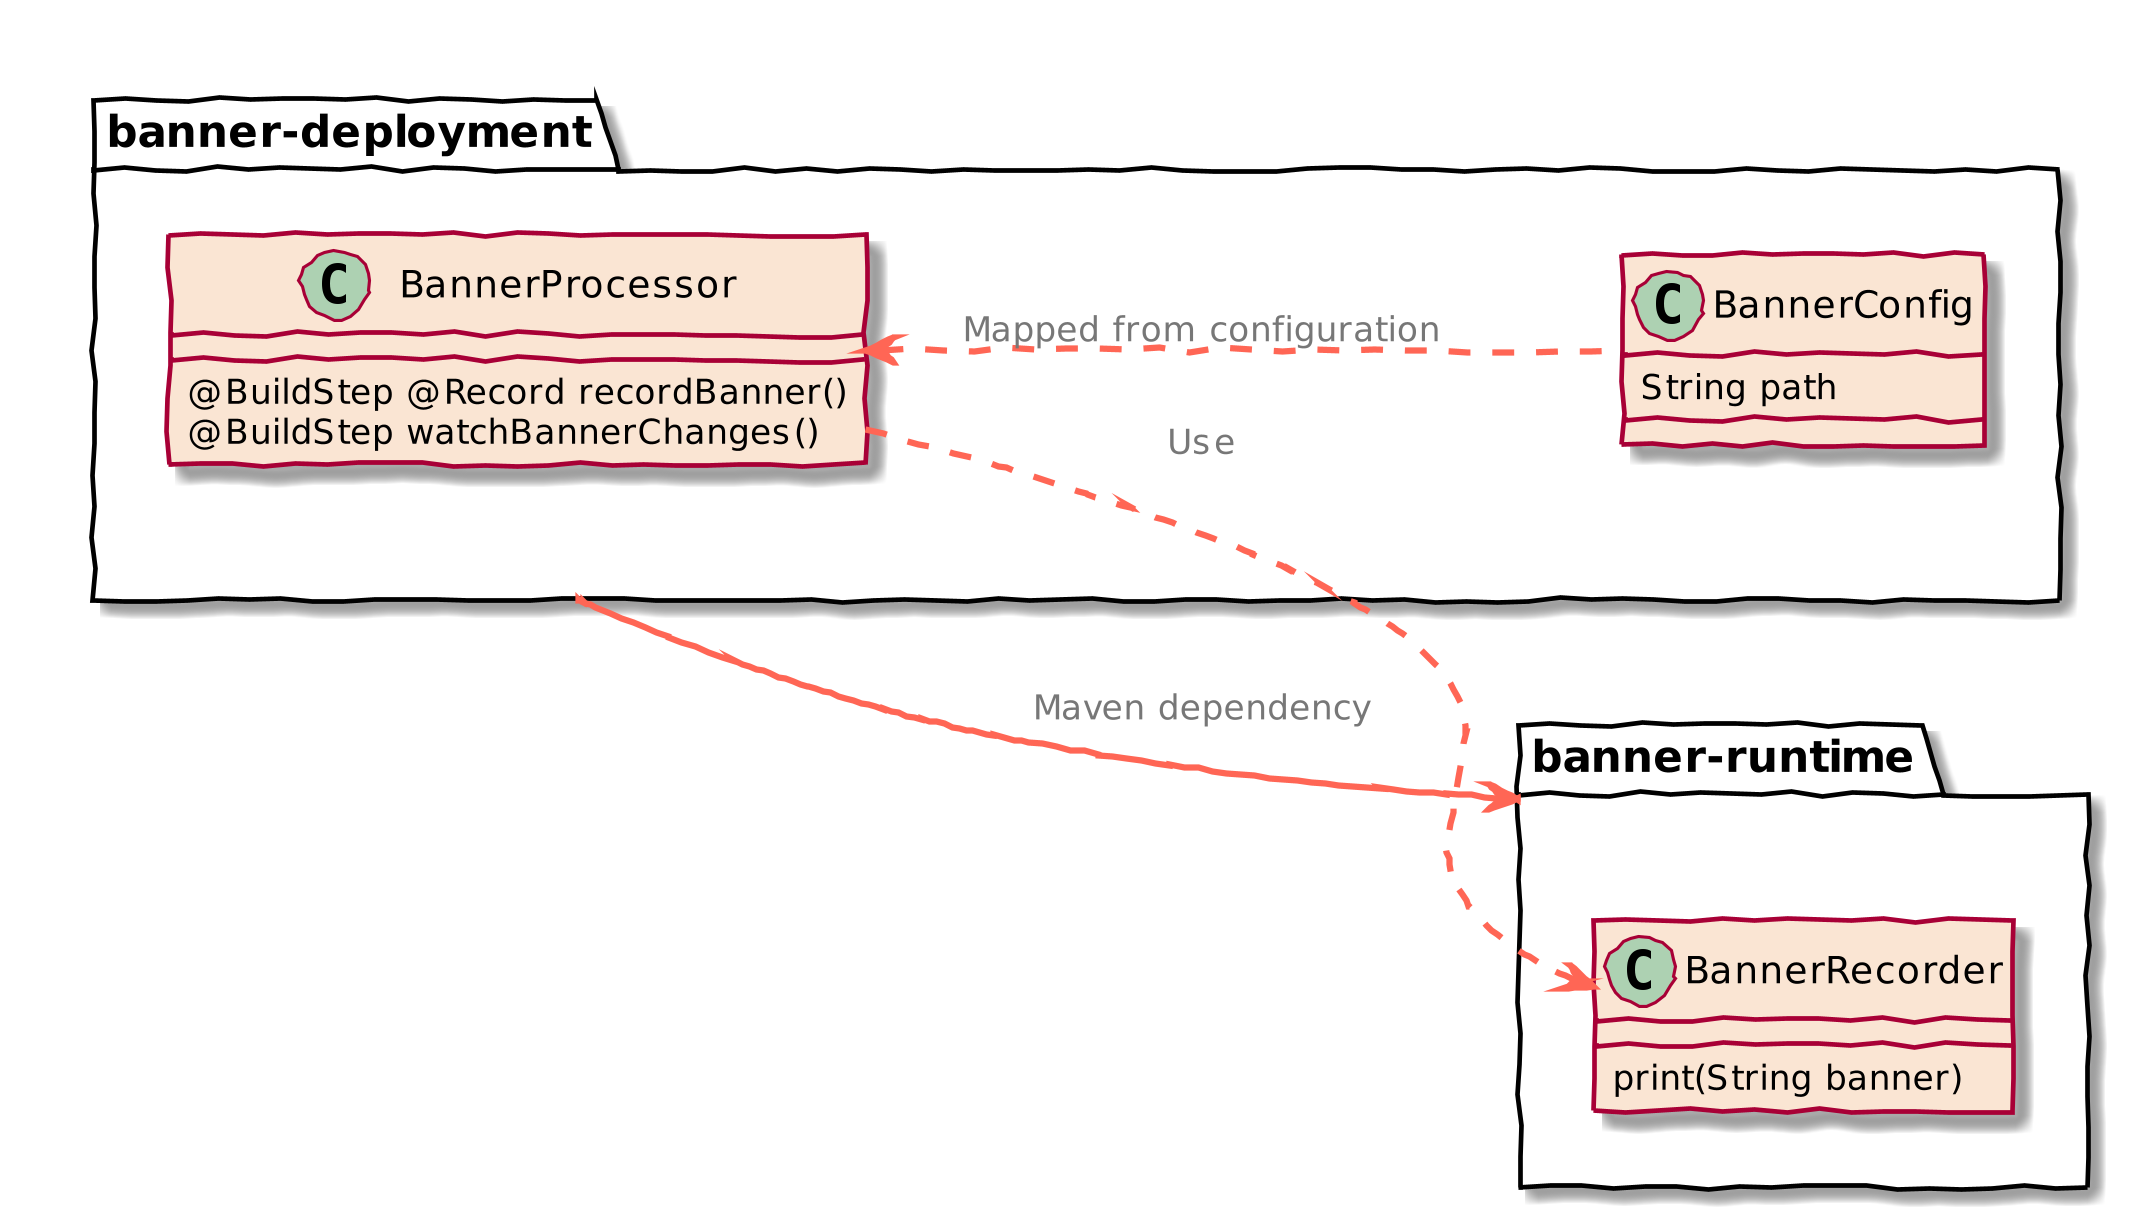 banner-deployment
C BannerProcessor
@BuildStep @Record recordBanner()
@BuildStep watchBannerChanges()
Mapped from configuration
C BannerConfig
String path
Use
Maven dependency
banner-runtime
C BannerRecorder
print(String banner)